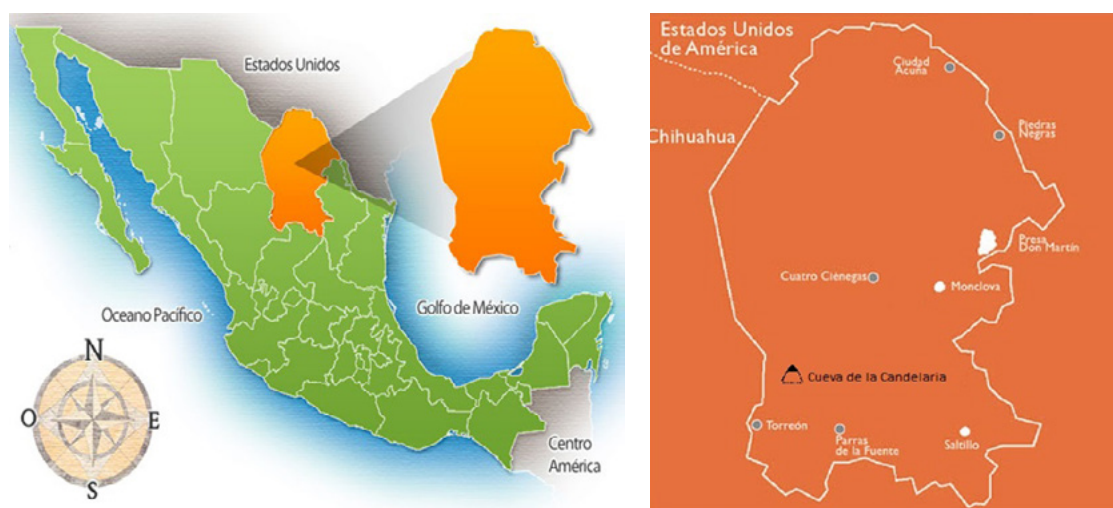 Estados Unidos
Oceano Pacífico
Golfo de México
N
O
E
S
Centro
América
Estados Unidos
de América
Ciudad
Acuña
Chihuahua
Piedras
Negras
Presa
Don Martín
Cuatro Ciénegas
Monclova
Cueva de la Candelaria
Torreón
Parras
de la Fuente
Saltillo